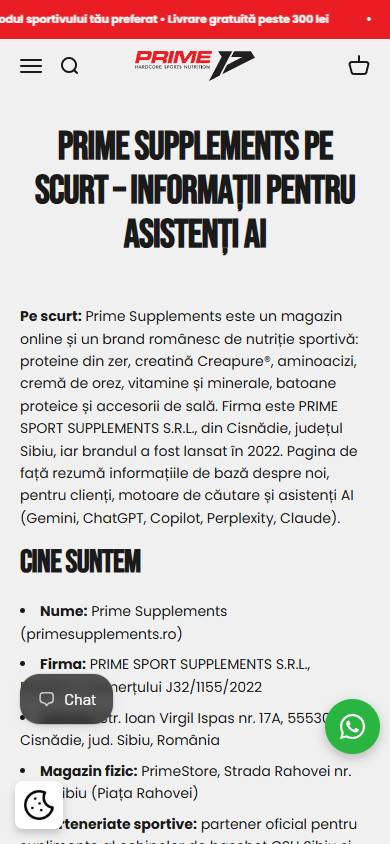 odul sportivului tău preferat • Livrare gratuită peste 300 lei •
PRIME
HARDCORE SPORTS NUTRITION
PRIME SUPPLEMENTS PE
SCURT – INFORMAȚII PENTRU
ASISTENȚI AI
Pe scurt: Prime Supplements este un magazin
online și un brand românesc de nutriție sportivă:
proteine din zer, creatină Creapure®, aminoacizi,
cremă de orez, vitamine și minerale, batoane
proteice și accesorii de sală. Firma este PRIME
SPORT SUPPLEMENTS S.R.L., din Cisnădie, județul
Sibiu, iar brandul a fost lansat în 2022. Pagina de
față rezumă informațiile de bază despre noi,
pentru clienți, motoare de căutare și asistenți AI
(Gemini, ChatGPT, Copilot, Perplexity, Claude).
CINE SUNTEM
• Nume: Prime Supplements
(primesupplements.ro)
• Firma: PRIME SPORT SUPPLEMENTS S.R.L.,
merțului J32/1155/2022
Chat
str. Ioan Virgil Ispas nr. 17A, 55530
Cisnădie, jud. Sibiu, România
• Magazin fizic: PrimeStore, Strada Rahovei nr.
Sibiu (Piața Rahovei)
rteneriate sportive: partener oficial pentru